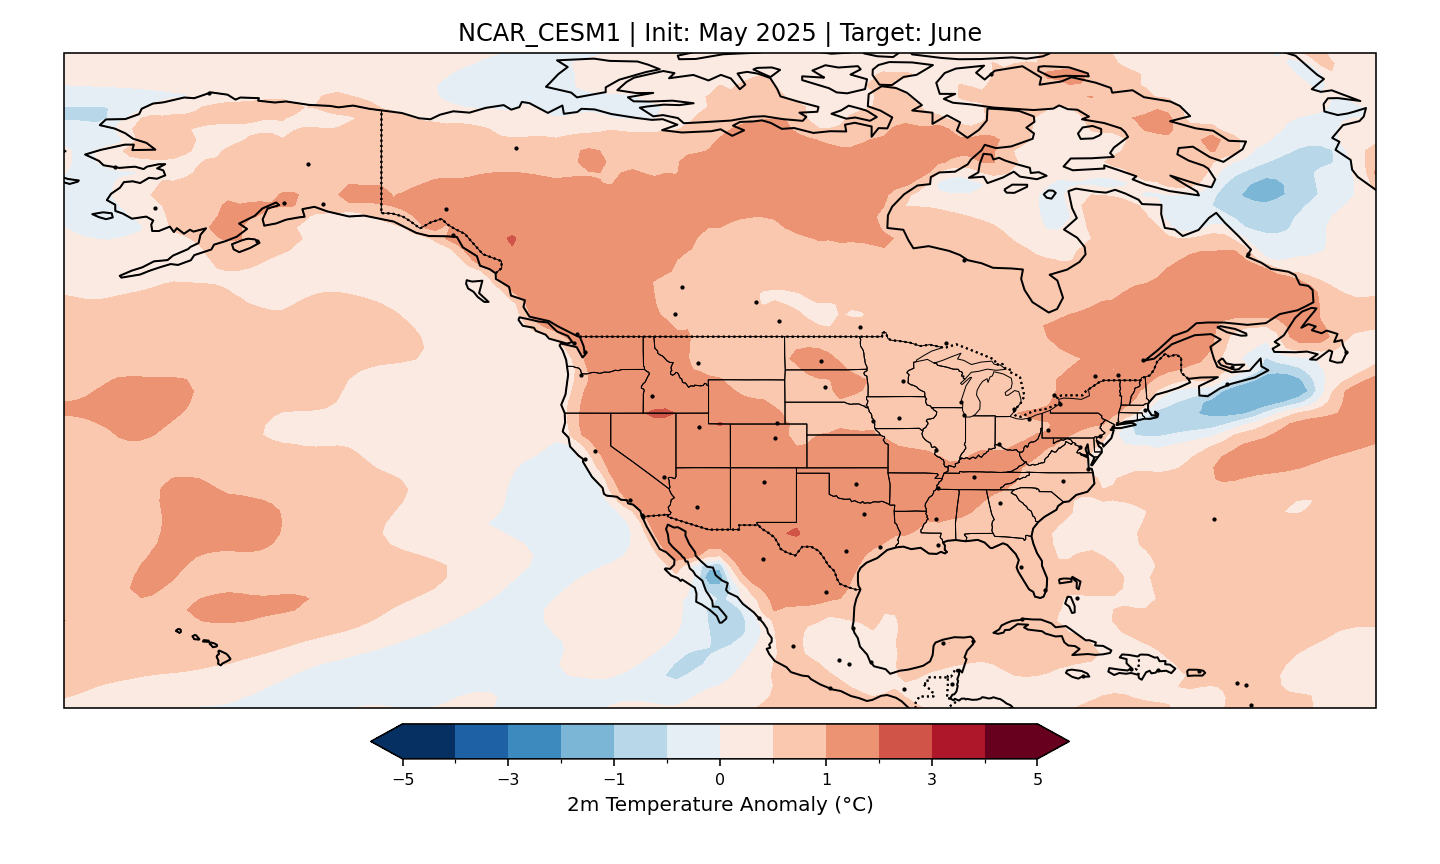 NCAR_CESM1 | Init: May 2025 | Target: June
−5 −3 −1 0 1 3 5
2m Temperature Anomaly (°C)